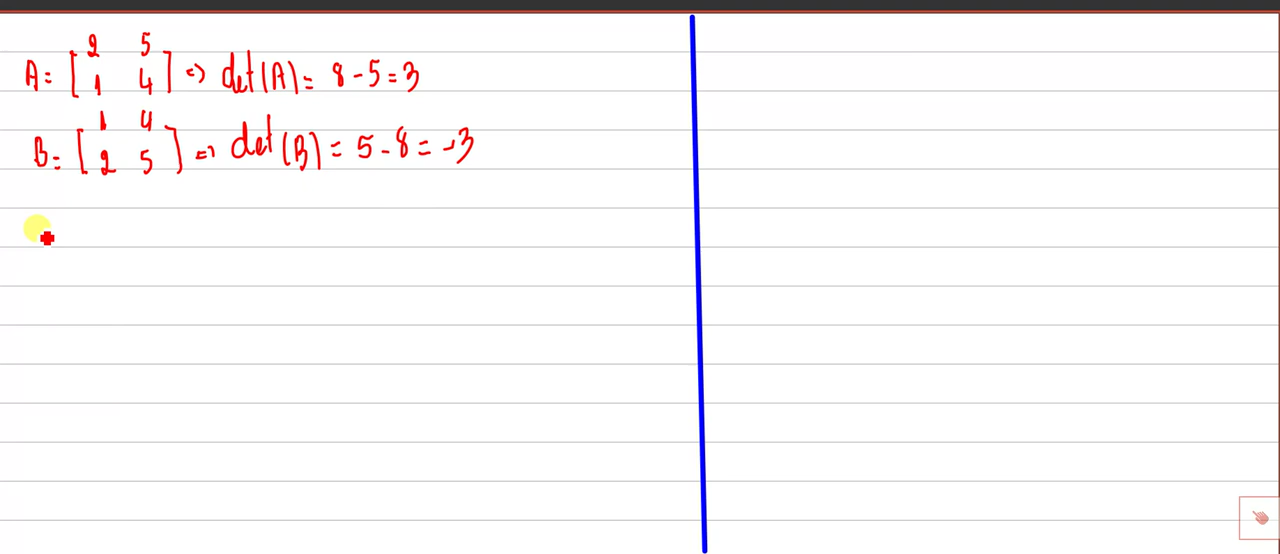 2 5
A = [ 1 4 ] ⇒ det(A) = 8 - 5 = 3
1 4
B = [ 2 5 ] ⇒ det(B) = 5 - 8 = -3